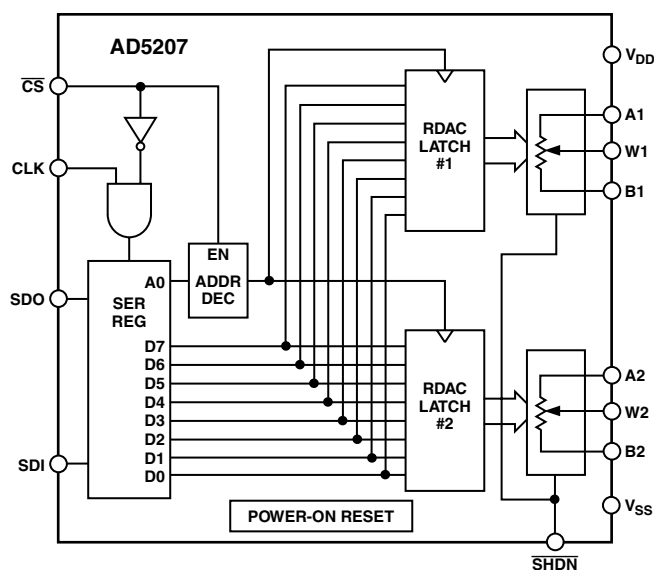 AD5207
CS
CLK
SDO
SDI
SER
REG
A0
D7
D6
D5
D4
D3
D2
D1
D0
EN
ADDR
DEC
RDAC
LATCH
#1
RDAC
LATCH
#2
POWER-ON RESET
VDD
A1
W1
B1
A2
W2
B2
VSS
SHDN